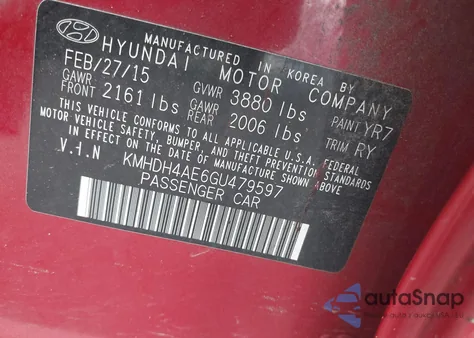 MANUFACTURED IN KOREA BY
HYUNDAI MOTOR COMPANY
FEB/27/15 GVWR 3880 lbs
GAWR FRONT 2161 lbs GAWR REAR 2006 lbs PAINT YR7
THIS VEHICLE CONFORMS TO ALL APPLICABLE U.S.A. FEDERAL TRIM RY
MOTOR VEHICLE SAFETY, BUMPER, AND THEFT PREVENTION STANDARDS
IN EFFECT ON THE DATE OF MANUFACTURE SHOWN ABOVE.
V.I.N KMHDH4AE6GU479597
PASSENGER CAR
autaSnap